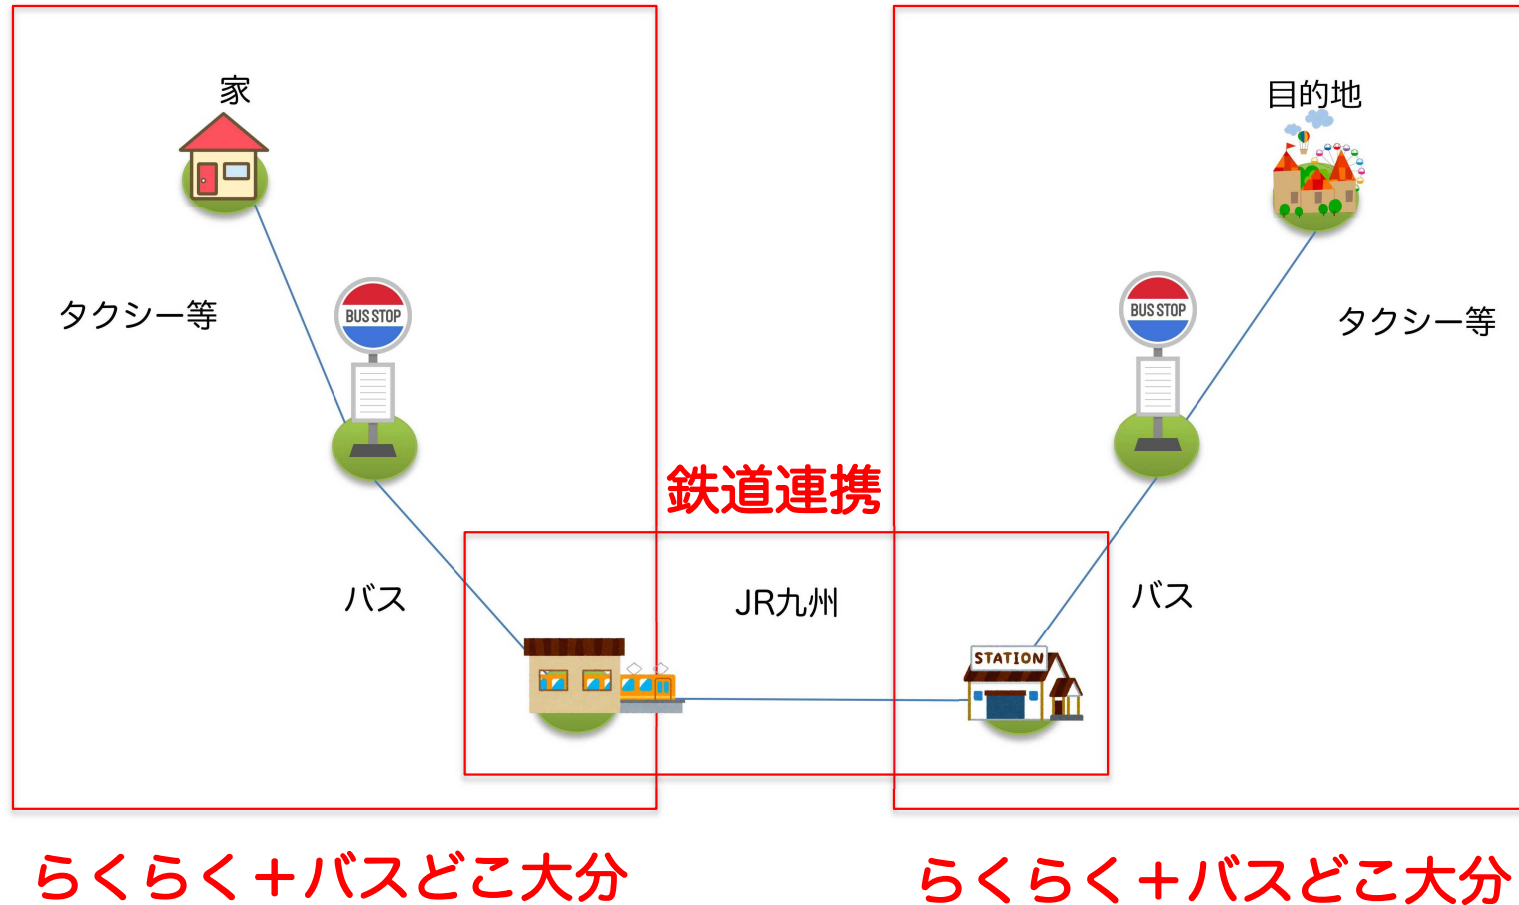 家
目的地
タクシー等
BUS STOP
BUS STOP
タクシー等
鉄道連携
バス
JR九州
バス
STATION
らくらく＋バスどこ大分
らくらく＋バスどこ大分